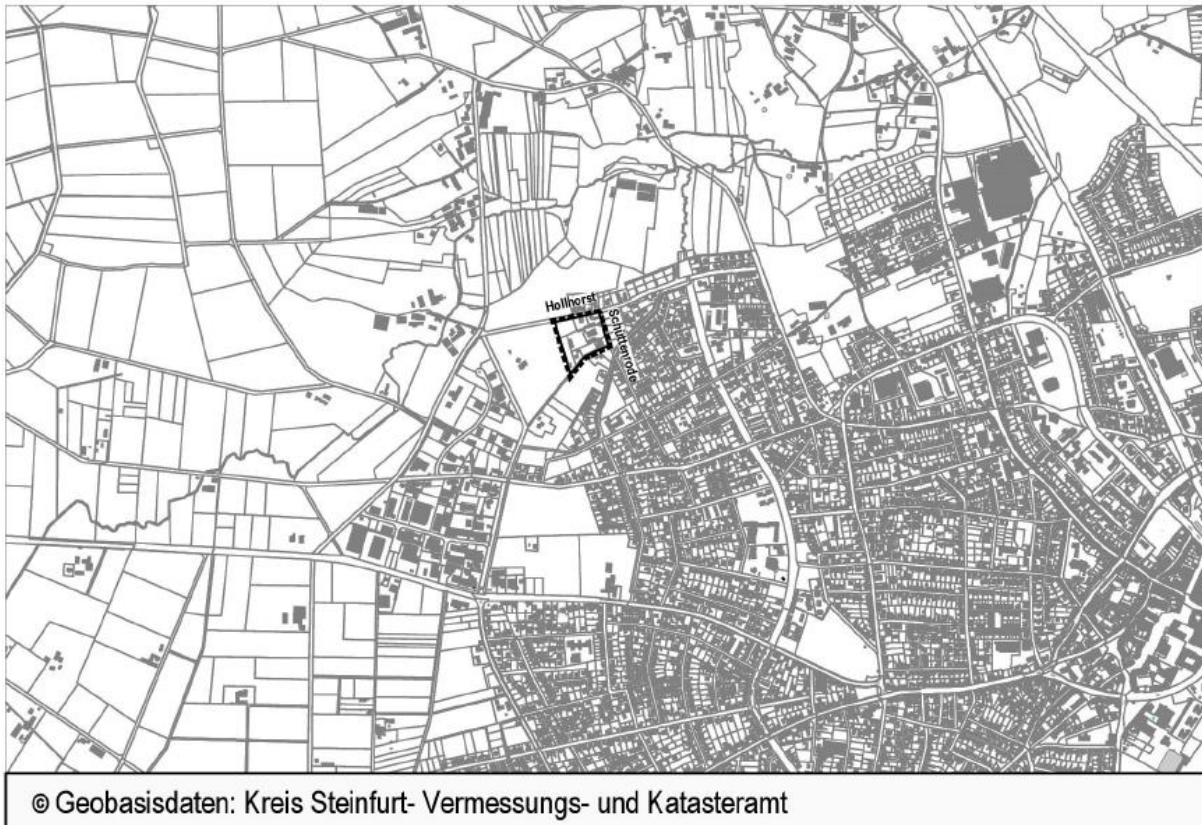 Hollhorst
Schüttenrode
© Geobasisdaten: Kreis Steinfurt- Vermessungs- und Katasteramt